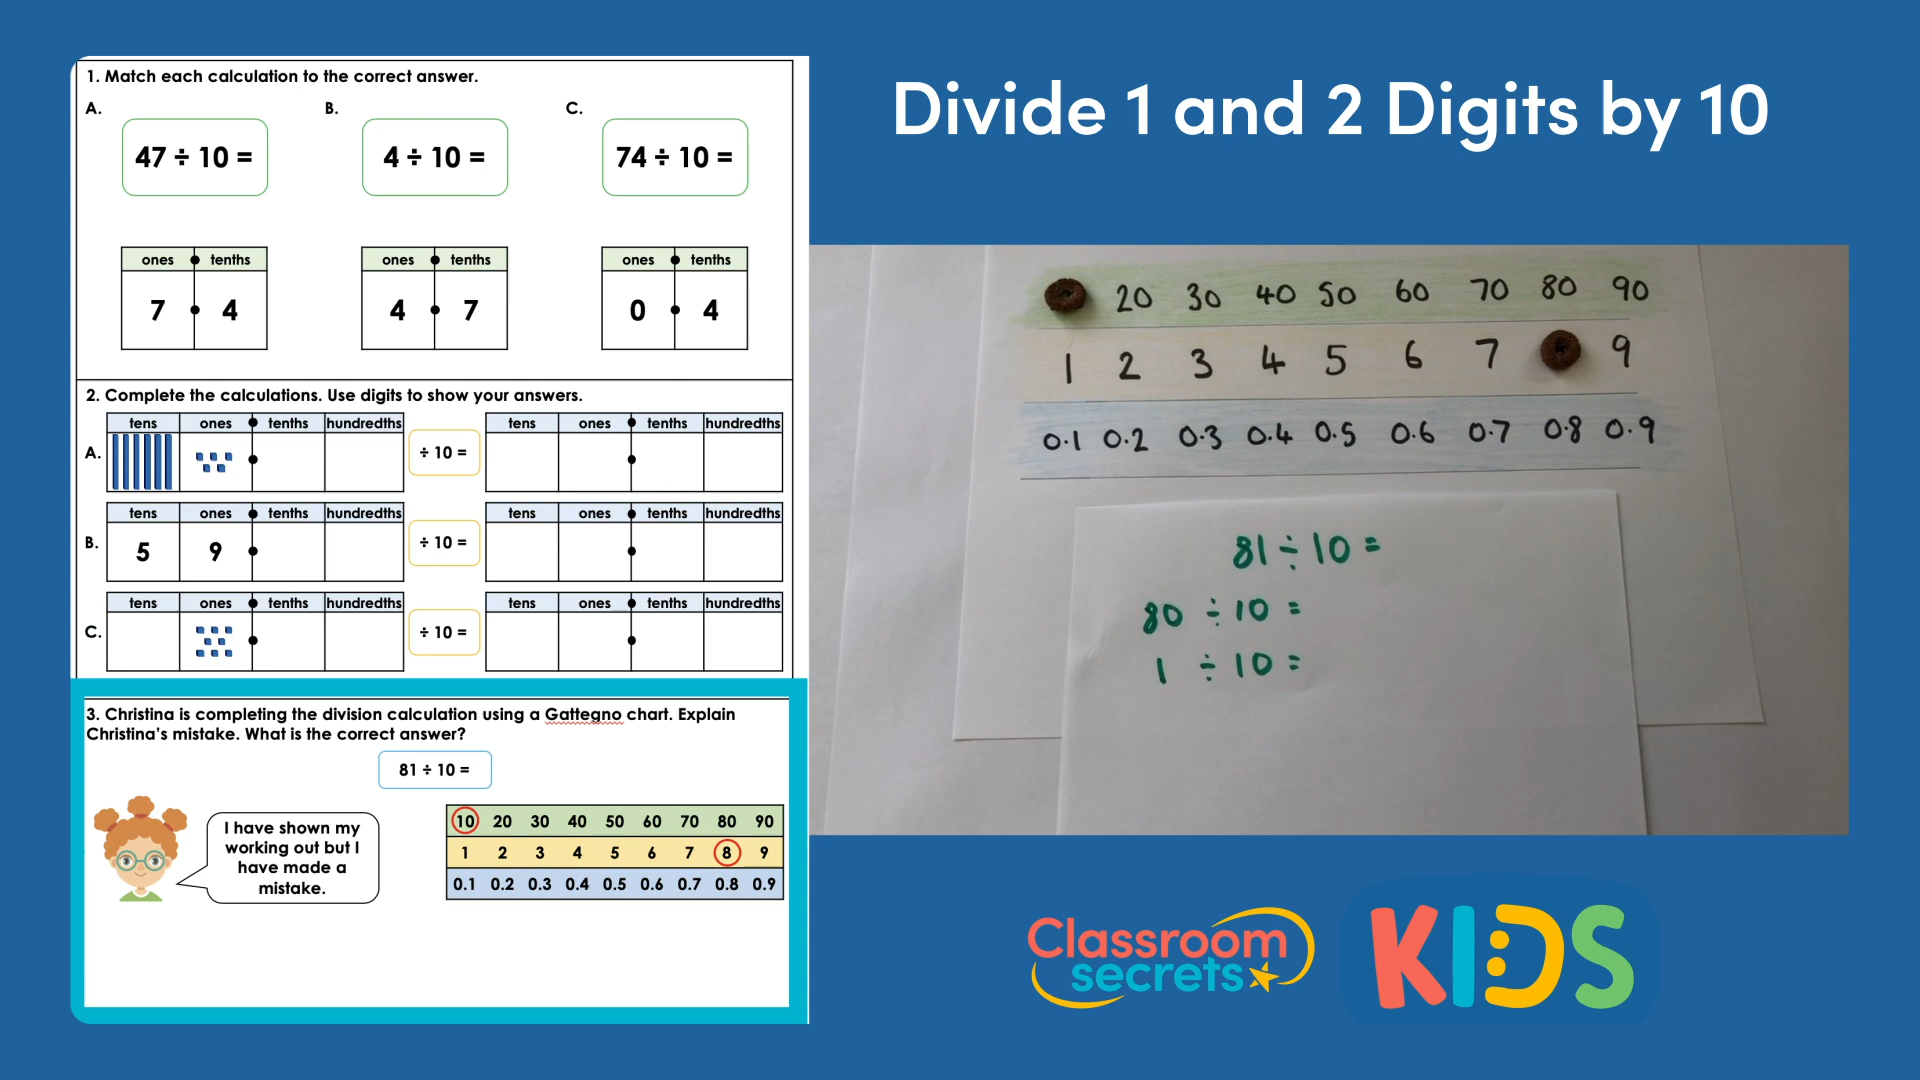 Divide 1 and 2 Digits by 10
1. Match each calculation to the correct answer.
A.
B.
C.
47 ÷ 10 =
4 ÷ 10 =
74 ÷ 10 =
ones tenths
7 4
ones tenths
4 7
ones tenths
0 4
2. Complete the calculations. Use digits to show your answers.
A.
tens ones tenths hundredths
÷ 10 =
tens ones tenths hundredths
B.
tens ones tenths hundredths
5 9
÷ 10 =
tens ones tenths hundredths
C.
tens ones tenths hundredths
÷ 10 =
tens ones tenths hundredths
3. Christina is completing the division calculation using a Gattegno chart. Explain
Christina's mistake. What is the correct answer?
81 ÷ 10 =
I have shown my
working out but I
have made a
mistake.
10 20 30 40 50 60 70 80 90
1 2 3 4 5 6 7 8 9
0.1 0.2 0.3 0.4 0.5 0.6 0.7 0.8 0.9
20 30 40 50 60 70 80 90
1 2 3 4 5 6 7 9
0.1 0.2 0.3 0.4 0.5 0.6 0.7 0.8 0.9
81 ÷ 10 =
80 ÷ 10 =
1 ÷ 10 =
Classroom
secrets
KIDS